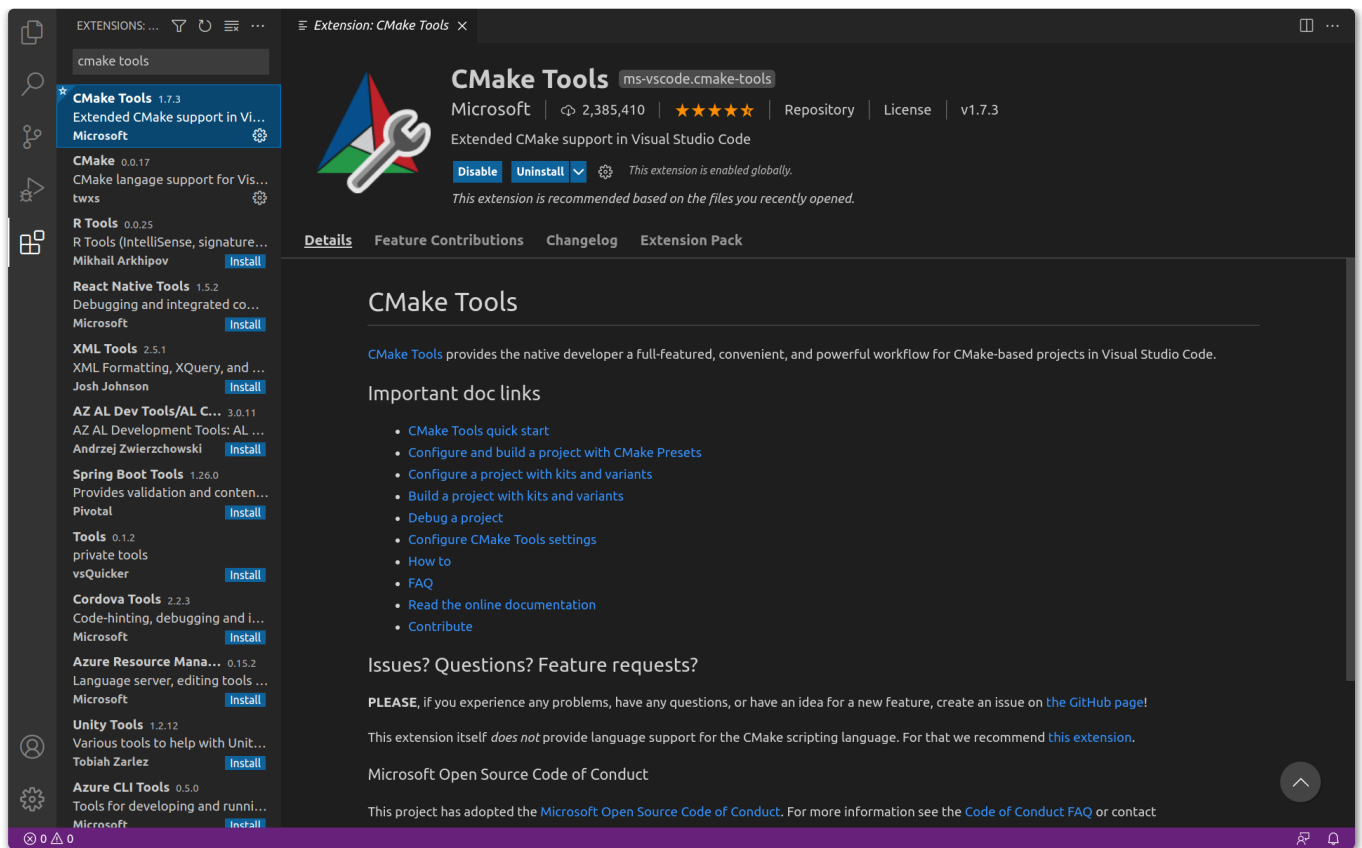 EXTENSIONS: ...
cmake tools
CMake Tools 1.7.3
Extended CMake support in Vi...
Microsoft
CMake 0.0.17
CMake langage support for Vis...
twxs
R Tools 0.0.25
R Tools (IntelliSense, signature...
Mikhail Arkhipov Install
React Native Tools 1.5.2
Debugging and integrated co...
Microsoft Install
XML Tools 2.5.1
XML Formatting, XQuery, and ...
Josh Johnson Install
AZ AL Dev Tools/AL C... 3.0.11
AZ AL Development Tools: AL ...
Andrzej Zwierzchowski Install
Spring Boot Tools 1.26.0
Provides validation and conten...
Pivotal Install
Tools 0.1.2
private tools
vsQuicker Install
Cordova Tools 2.2.3
Code-hinting, debugging and i...
Microsoft Install
Azure Resource Mana... 0.15.2
Language server, editing tools ...
Microsoft Install
Unity Tools 1.2.12
Various tools to help with Unit...
Tobiah Zarlez Install
Azure CLI Tools 0.5.0
Tools for developing and runni...
Microsoft Install
Extension: CMake Tools
CMake Tools ms-vscode.cmake-tools
Microsoft 2,385,410 Repository License v1.7.3
Extended CMake support in Visual Studio Code
Disable Uninstall This extension is enabled globally.
This extension is recommended based on the files you recently opened.
Details Feature Contributions Changelog Extension Pack
CMake Tools
CMake Tools provides the native developer a full-featured, convenient, and powerful workflow for CMake-based projects in Visual Studio Code.
Important doc links
• CMake Tools quick start
• Configure and build a project with CMake Presets
• Configure a project with kits and variants
• Build a project with kits and variants
• Debug a project
• Configure CMake Tools settings
• How to
• FAQ
• Read the online documentation
• Contribute
Issues? Questions? Feature requests?
PLEASE, if you experience any problems, have any questions, or have an idea for a new feature, create an issue on the GitHub page!
This extension itself does not provide language support for the CMake scripting language. For that we recommend this extension.
Microsoft Open Source Code of Conduct
This project has adopted the Microsoft Open Source Code of Conduct. For more information see the Code of Conduct FAQ or contact
0 0